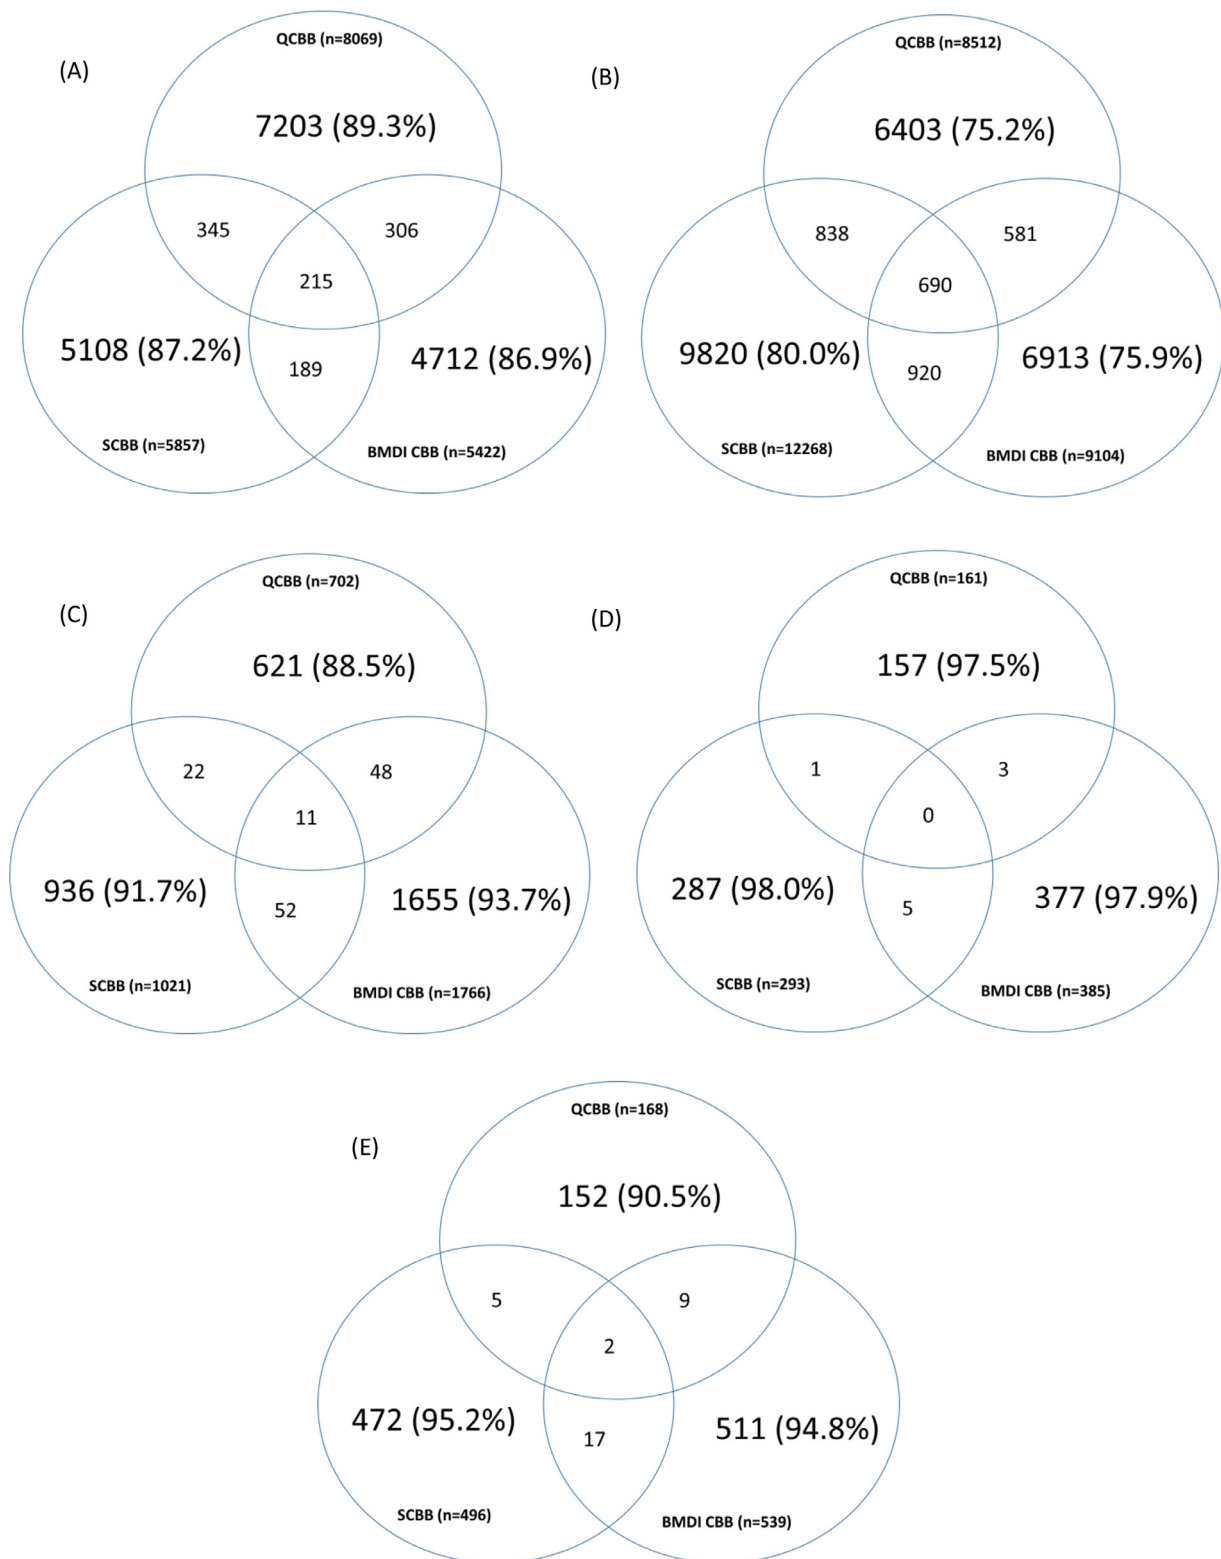 (A)
QCBB (n=8069)
7203 (89.3%)
345
306
215
5108 (87.2%)
4712 (86.9%)
189
SCBB (n=5857)
BMDI CBB (n=5422)
(B)
QCBB (n=8512)
6403 (75.2%)
838
581
690
9820 (80.0%)
6913 (75.9%)
920
SCBB (n=12268)
BMDI CBB (n=9104)
(C)
QCBB (n=702)
621 (88.5%)
22
48
11
936 (91.7%)
1655 (93.7%)
52
SCBB (n=1021)
BMDI CBB (n=1766)
(D)
QCBB (n=161)
157 (97.5%)
1
3
0
287 (98.0%)
377 (97.9%)
5
SCBB (n=293)
BMDI CBB (n=385)
(E)
QCBB (n=168)
152 (90.5%)
5
9
2
472 (95.2%)
511 (94.8%)
17
SCBB (n=496)
BMDI CBB (n=539)